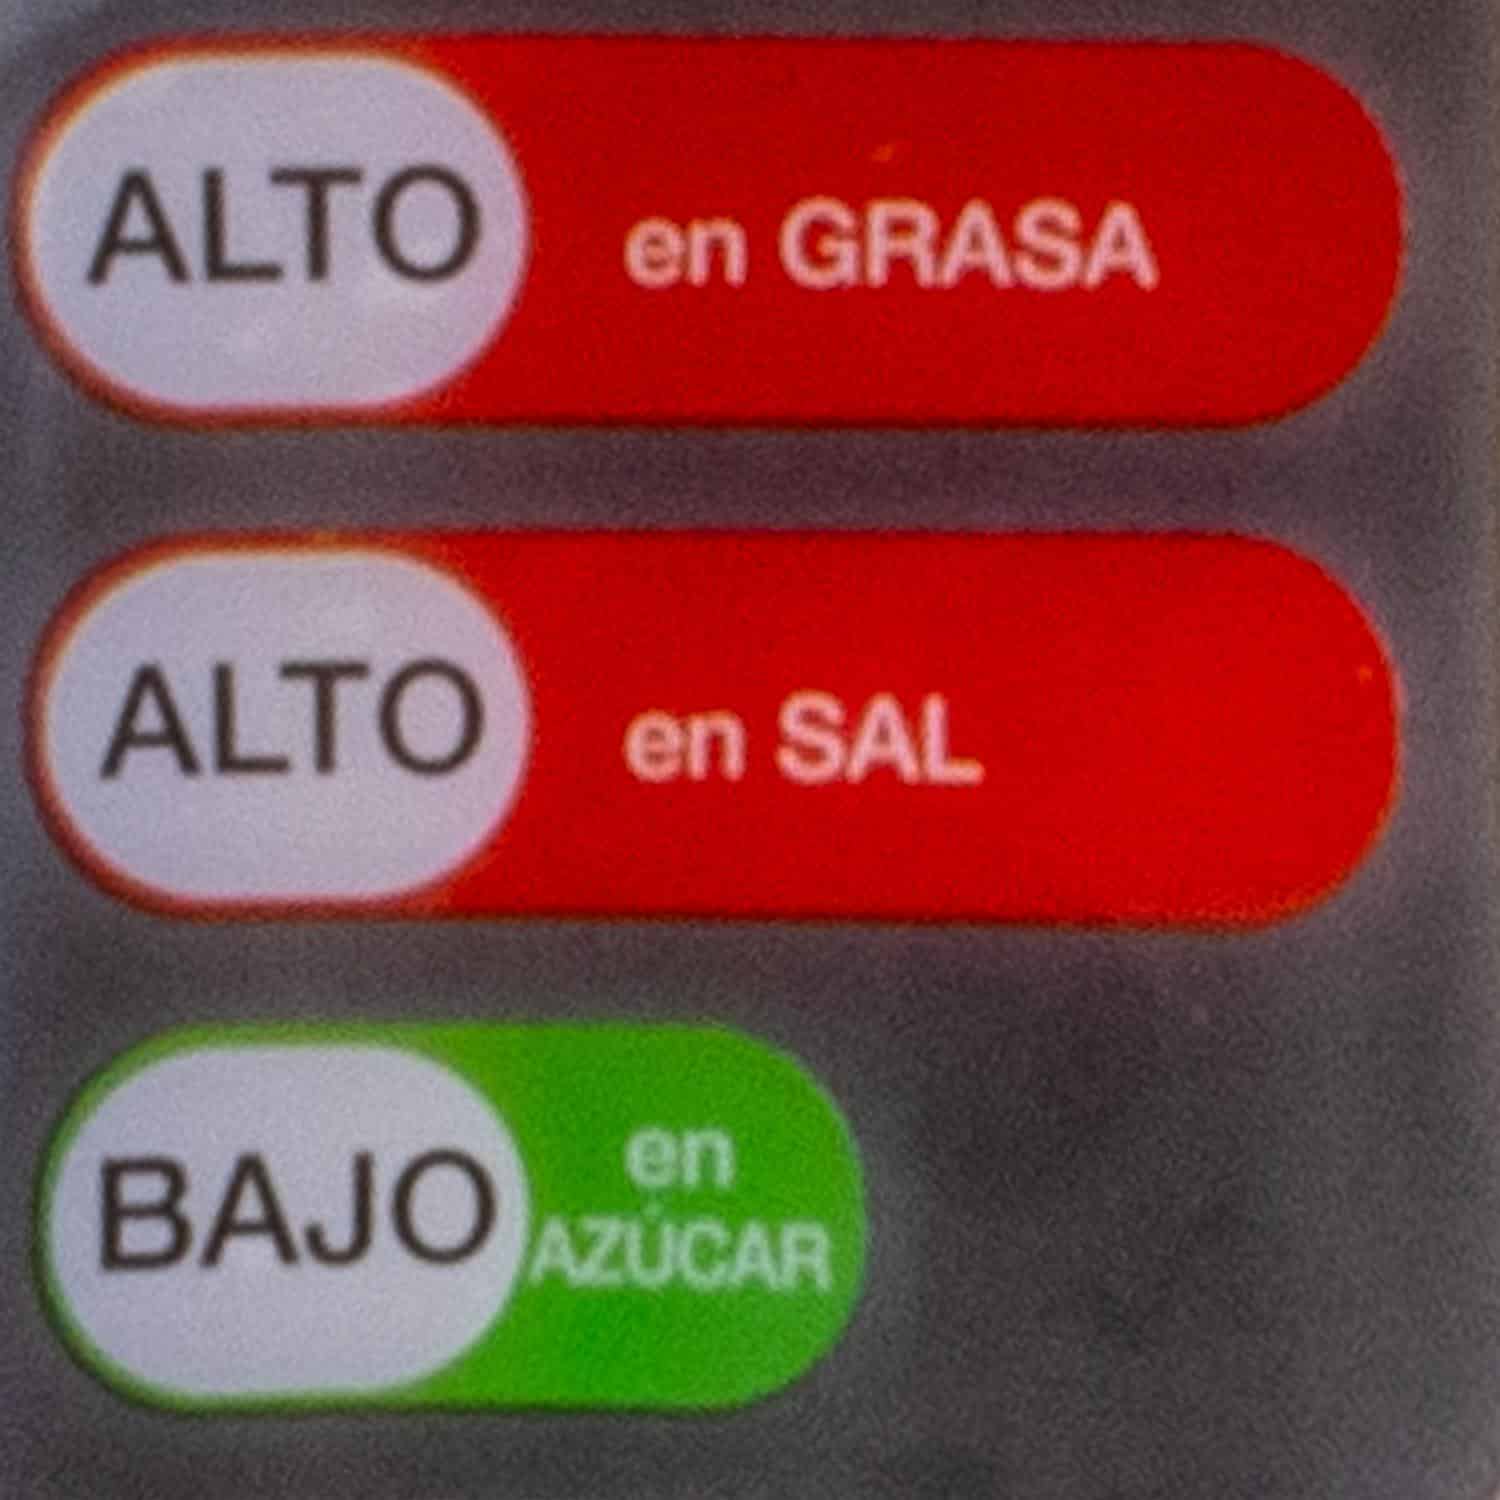 ALTO en GRASA
ALTO en SAL
BAJO en
AZÚCAR